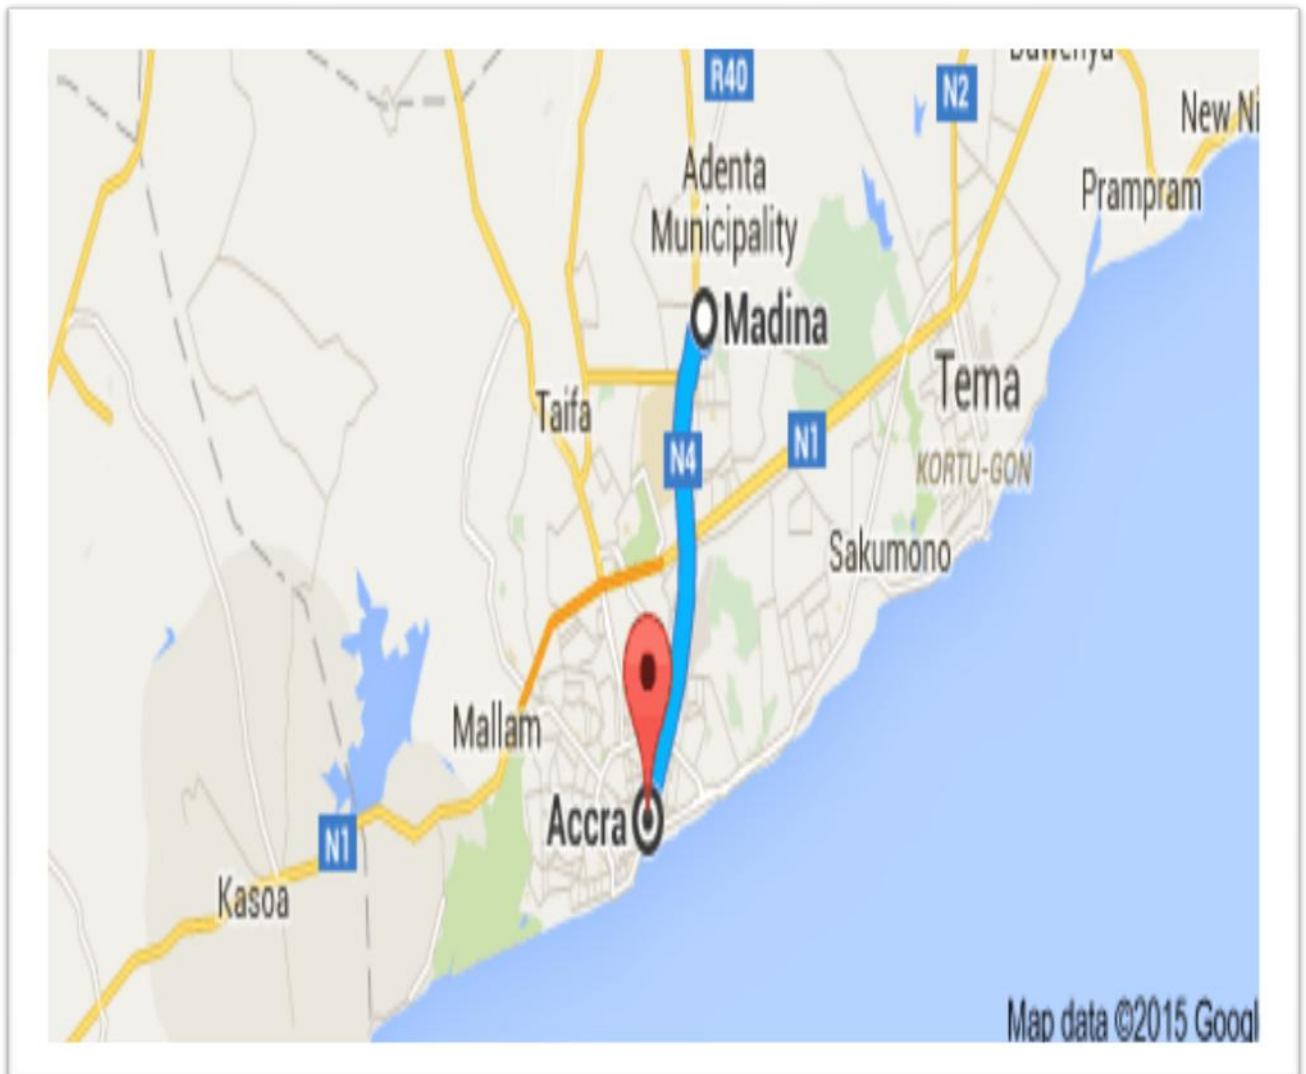 R40
N2
New Ni
Adenta
Municipality
Prampram
Madina
Tema
Taifa
N1
N4
KORTU-GON
Sakumono
Mallam
Accra
N1
Kasoa
Map data ©2015 Googl